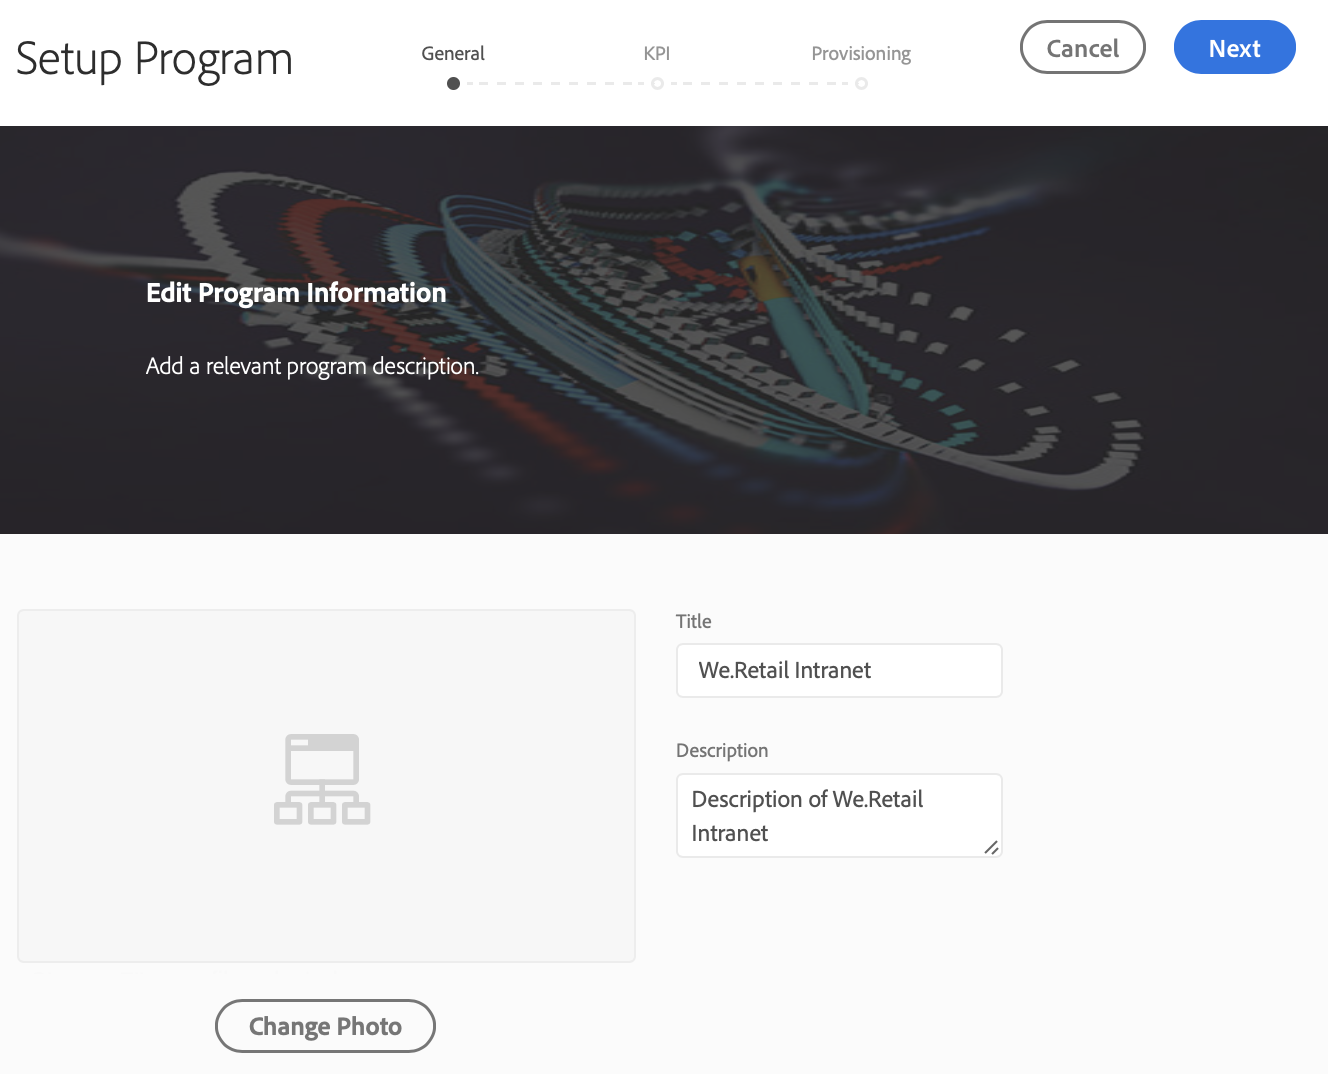 Setup Program
General
KPI
Provisioning
Cancel
Next
Edit Program Information
Add a relevant program description.
Title
We.Retail Intranet
Description
Description of We.Retail
Intranet
Change Photo